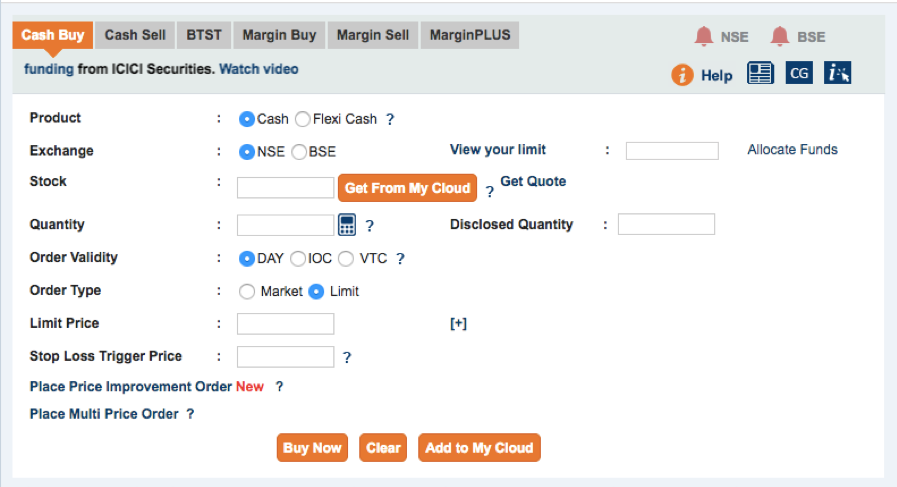 Cash Buy Cash Sell BTST Margin Buy Margin Sell MarginPLUS NSE BSE
funding from ICICI Securities. Watch video i Help CG i
Product : Cash Flexi Cash ?
Exchange : NSE BSE View your limit : Allocate Funds
Stock : Get From My Cloud ? Get Quote
Quantity : ? Disclosed Quantity :
Order Validity : DAY IOC VTC ?
Order Type : Market Limit
Limit Price : [+]
Stop Loss Trigger Price : ?
Place Price Improvement Order New ?
Place Multi Price Order ?
Buy Now Clear Add to My Cloud